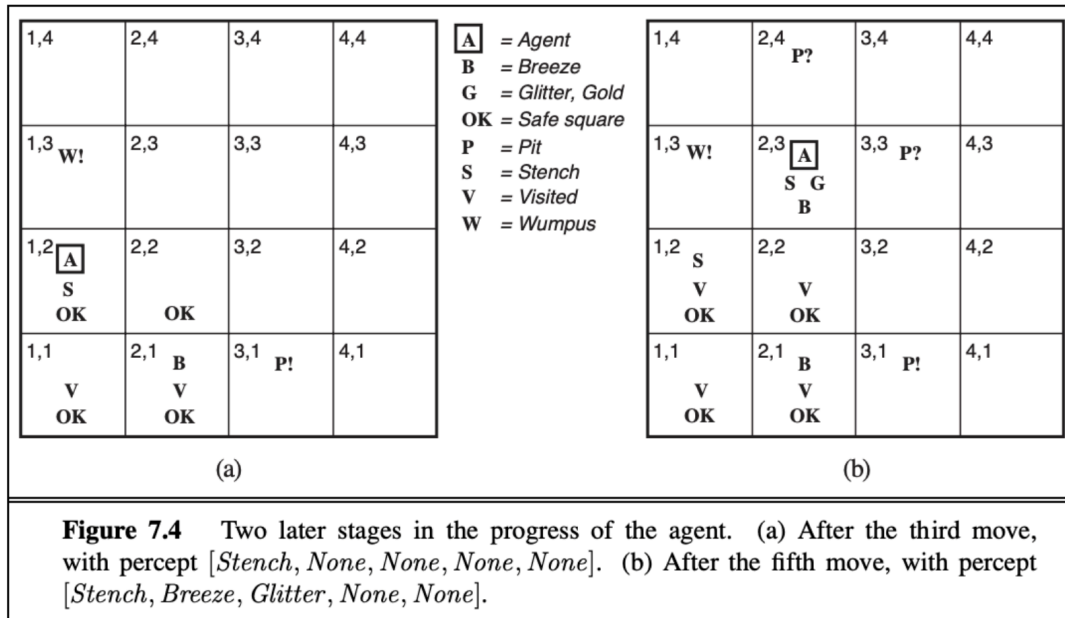 1,4 2,4 3,4 4,4
1,3 W! 2,3 3,3 4,3
1,2 A 2,2 3,2 4,2
S
OK OK
1,1 2,1 B 3,1 P! 4,1
V V
OK OK
(a)
A = Agent
B = Breeze
G = Glitter, Gold
OK = Safe square
P = Pit
S = Stench
V = Visited
W = Wumpus
1,4 2,4 P? 3,4 4,4
1,3 W! 2,3 A 3,3 P? 4,3
S G
B
1,2 S 2,2 3,2 4,2
V V
OK OK
1,1 2,1 B 3,1 P! 4,1
V V
OK OK
(b)
Figure 7.4 Two later stages in the progress of the agent. (a) After the third move,
with percept [Stench, None, None, None, None]. (b) After the fifth move, with percept
[Stench, Breeze, Glitter, None, None].